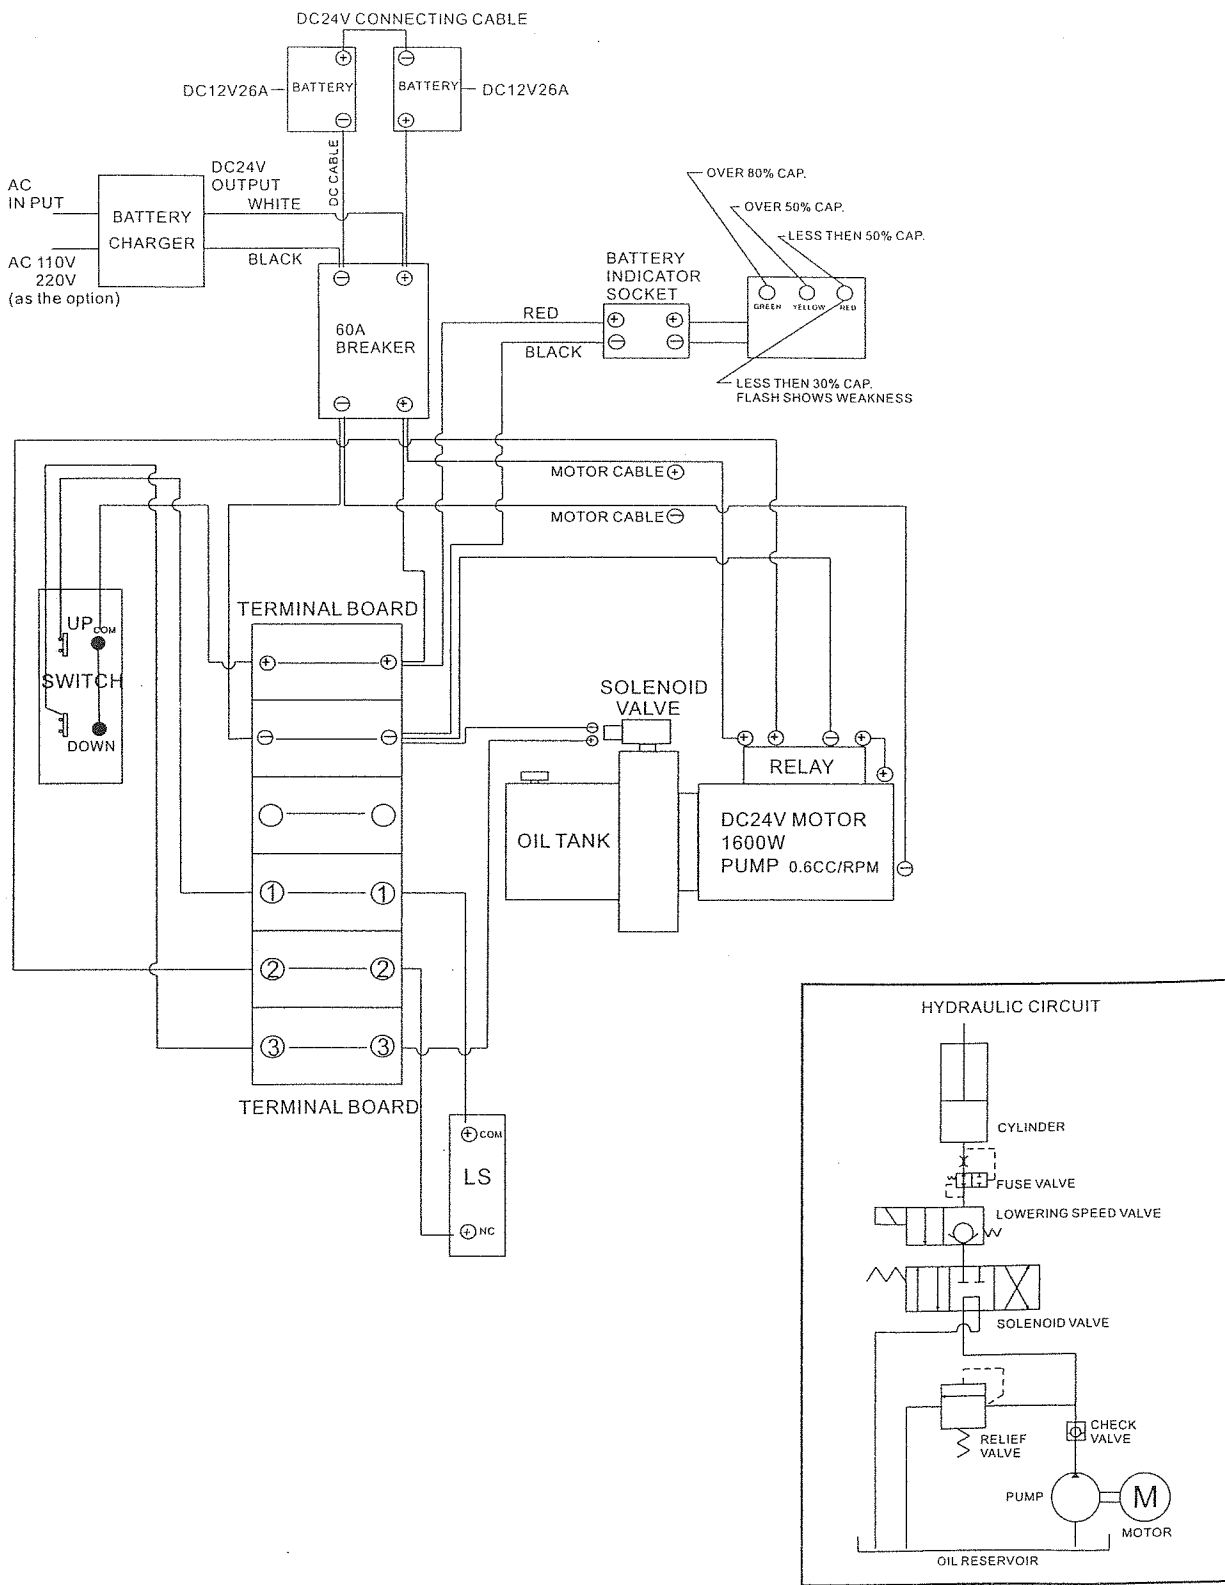 DC24V CONNECTING CABLE
+
−
DC12V26A
BATTERY
BATTERY
DC12V26A
−
+
DC CABLE
AC
IN PUT
DC24V
OUTPUT
WHITE
BATTERY
CHARGER
BLACK
AC 110V
220V
(as the option)
OVER 80% CAP.
OVER 50% CAP.
LESS THEN 50% CAP.
BATTERY
INDICATOR
SOCKET
GREEN
YELLOW
RED
RED
BLACK
+
+
−
−
LESS THEN 30% CAP.
FLASH SHOWS WEAKNESS
−
+
60A
BREAKER
−
+
MOTOR CABLE +
MOTOR CABLE −
UP
COM
SWITCH
DOWN
TERMINAL BOARD
+
+
−
−
1
1
2
2
3
3
TERMINAL BOARD
SOLENOID
VALVE
−
+
+
+
−
+
+
RELAY
OIL TANK
DC24V MOTOR
1600W
PUMP 0.6CC/RPM
−
+ COM
LS
+ NC
HYDRAULIC CIRCUIT
CYLINDER
FUSE VALVE
LOWERING SPEED VALVE
SOLENOID VALVE
RELIEF
VALVE
CHECK
VALVE
PUMP
M
MOTOR
OIL RESERVOIR